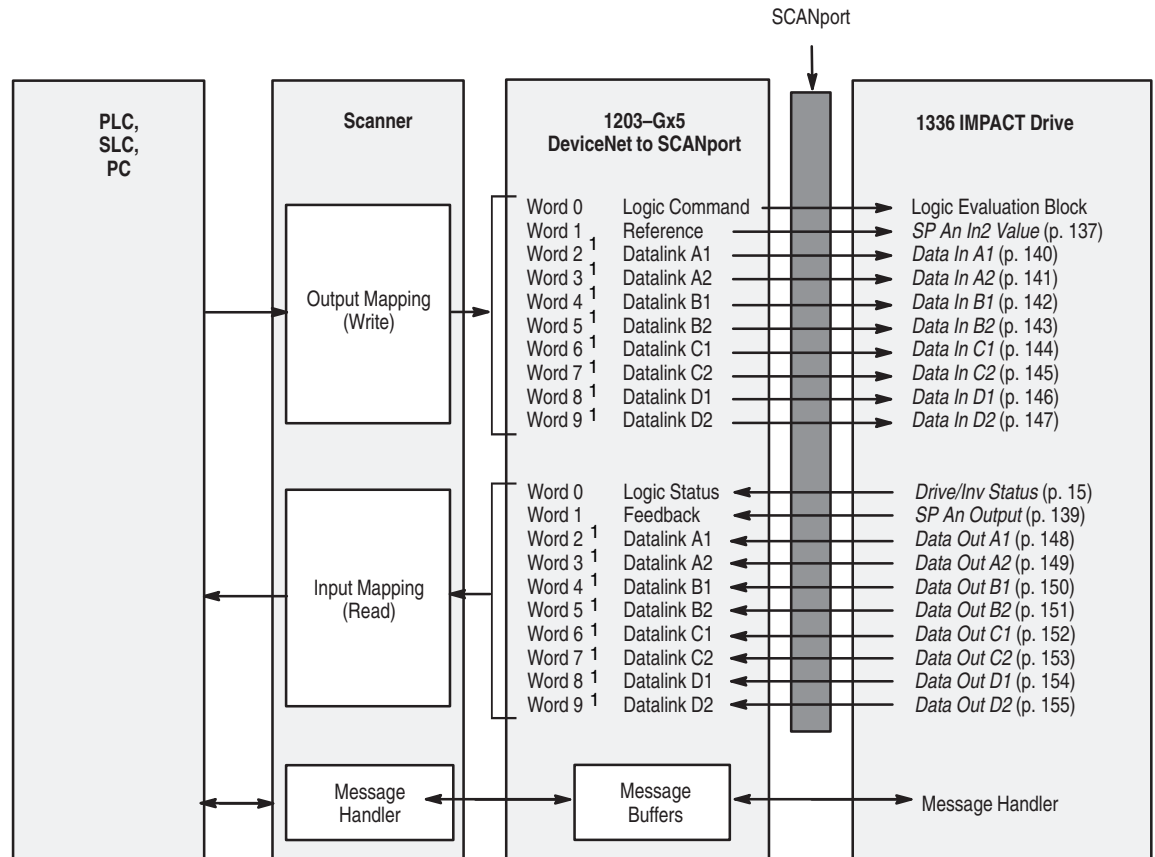 SCANport
PLC,
SLC,
PC
Scanner
1203–Gx5
DeviceNet to SCANport
1336 IMPACT Drive
Output Mapping
(Write)
Word 0 Logic Command Logic Evaluation Block
Word 1 Reference SP An In2 Value (p. 137)
Word 2 1 Datalink A1 Data In A1 (p. 140)
Word 3 1 Datalink A2 Data In A2 (p. 141)
Word 4 1 Datalink B1 Data In B1 (p. 142)
Word 5 1 Datalink B2 Data In B2 (p. 143)
Word 6 1 Datalink C1 Data In C1 (p. 144)
Word 7 1 Datalink C2 Data In C2 (p. 145)
Word 8 1 Datalink D1 Data In D1 (p. 146)
Word 9 1 Datalink D2 Data In D2 (p. 147)
Input Mapping
(Read)
Word 0 Logic Status Drive/Inv Status (p. 15)
Word 1 Feedback SP An Output (p. 139)
Word 2 1 Datalink A1 Data Out A1 (p. 148)
Word 3 1 Datalink A2 Data Out A2 (p. 149)
Word 4 1 Datalink B1 Data Out B1 (p. 150)
Word 5 1 Datalink B2 Data Out B2 (p. 151)
Word 6 1 Datalink C1 Data Out C1 (p. 152)
Word 7 1 Datalink C2 Data Out C2 (p. 153)
Word 8 1 Datalink D1 Data Out D1 (p. 154)
Word 9 1 Datalink D2 Data Out D2 (p. 155)
Message
Handler
Message
Buffers
Message Handler